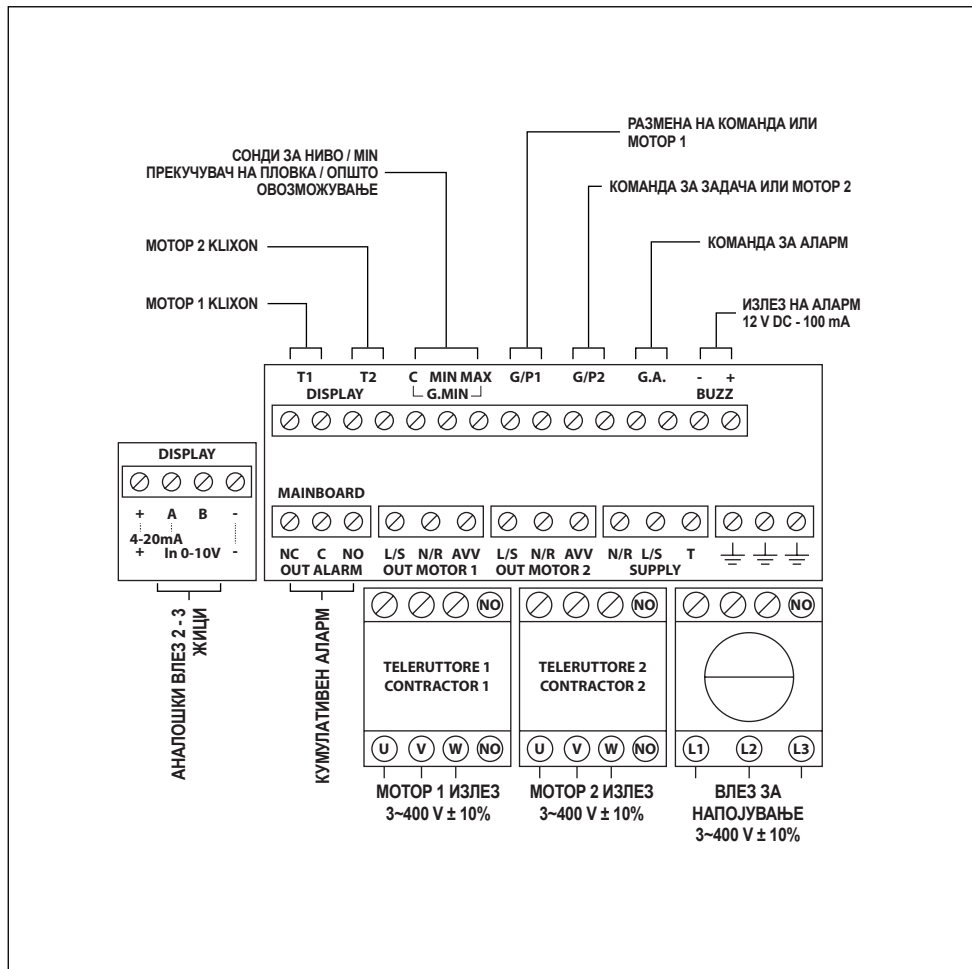 РАЗМЕНА НА КОМАНДА ИЛИ
МОТОР 1
СОНДИ ЗА НИВО / MIN
ПРЕКУЧУВАЧ НА ПЛОВКА / ОПШТО
ОВОЗМОЖУВАЊЕ
КОМАНДА ЗА ЗАДАЧА ИЛИ МОТОР 2
МОТОР 2 KLIXON
КОМАНДА ЗА АЛАРМ
МОТОР 1 KLIXON
ИЗЛЕЗ НА АЛАРМ
12 V DC - 100 mA
T1 T2 C MIN MAX G/P1 G/P2 G.A. - +
DISPLAY G.MIN BUZZ
DISPLAY
MAINBOARD
+ A B -
4-20mA
+ In 0-10V -
NC C NO L/S N/R AVV L/S N/R AVV N/R L/S T
OUT ALARM OUT MOTOR 1 OUT MOTOR 2 SUPPLY
АНАЛОШКИ ВЛЕЗ 2 - 3
ЖИЦИ
КУМУЛАТИВЕН АЛАРМ
NO NO NO
TELERUTTORE 1
CONTRACTOR 1
TELERUTTORE 2
CONTRACTOR 2
U V W NO U V W NO L1 L2 L3
МОТОР 1 ИЗЛЕЗ
3~400 V ± 10%
МОТОР 2 ИЗЛЕЗ
3~400 V ± 10%
ВЛЕЗ ЗА
НАПОЈУВАЊЕ
3~400 V ± 10%